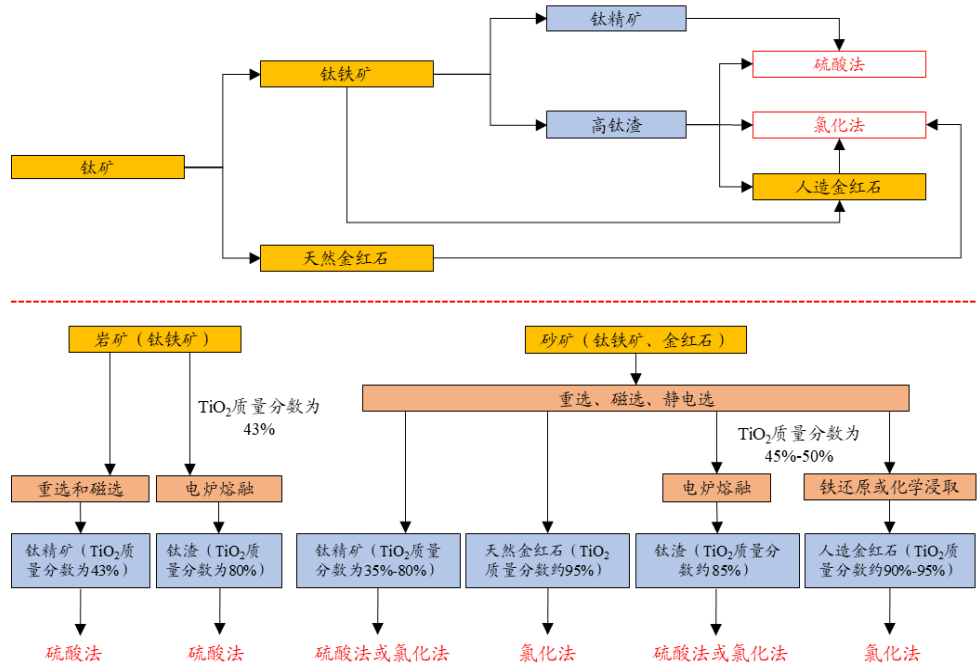 钛精矿
硫酸法
钛铁矿
高钛渣
氯化法
钛矿
人造金红石
天然金红石
岩矿（钛铁矿）
砂矿（钛铁矿、金红石）
重选、磁选、静电选
TiO₂质量分数为
43%
TiO₂质量分数为
45%-50%
重选和磁选
电炉熔融
电炉熔融
铁还原或化学浸取
钛精矿（TiO₂质
量分数为43%）
钛渣（TiO₂质量
分数为80%）
钛精矿（TiO₂质量
分数为35%-80%）
天然金红石（TiO₂
质量分数约95%）
钛渣（TiO₂质量分
数约85%）
人造金红石（TiO₂质
量分数约90%-95%）
硫酸法
硫酸法
硫酸法或氯化法
氯化法
硫酸法或氯化法
氯化法